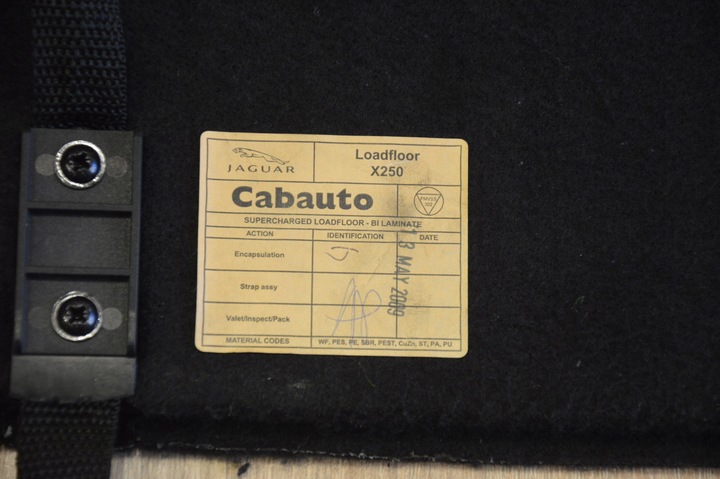 JAGUAR
Loadfloor
X250
Cabauto
SUPERCHARGED LOADFLOOR - BI LAMINATE
ACTION IDENTIFICATION DATE
Encapsulation
Strap assy
Valet/Inspect/Pack
13 MAY 2009
MATERIAL CODES WF, PES, PE, SBR, PEST, CuZn, ST, PA, PU